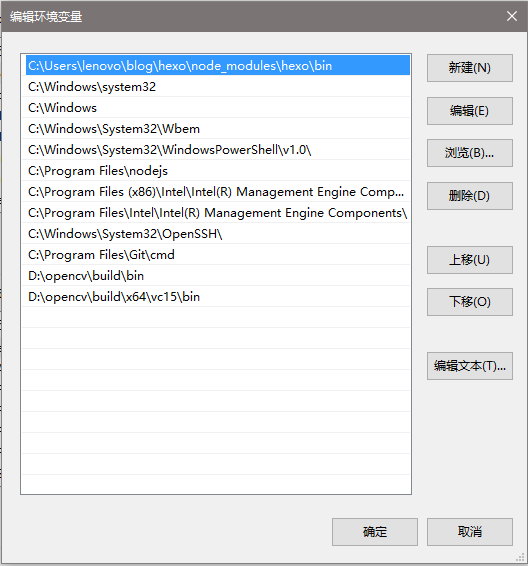 编辑环境变量
C:\Users\lenovo\blog\hexo\node_modules\hexo\bin
新建(N)
C:\Windows\system32
C:\Windows
编辑(E)
C:\Windows\System32\Wbem
C:\Windows\System32\WindowsPowerShell\v1.0\
浏览(B)...
C:\Program Files\nodejs
C:\Program Files (x86)\Intel\Intel(R) Management Engine Comp...
删除(D)
C:\Program Files\Intel\Intel(R) Management Engine Components\
C:\Windows\System32\OpenSSH\
C:\Program Files\Git\cmd
上移(U)
D:\opencv\build\bin
D:\opencv\build\x64\vc15\bin
下移(O)
编辑文本(T)...
确定
取消